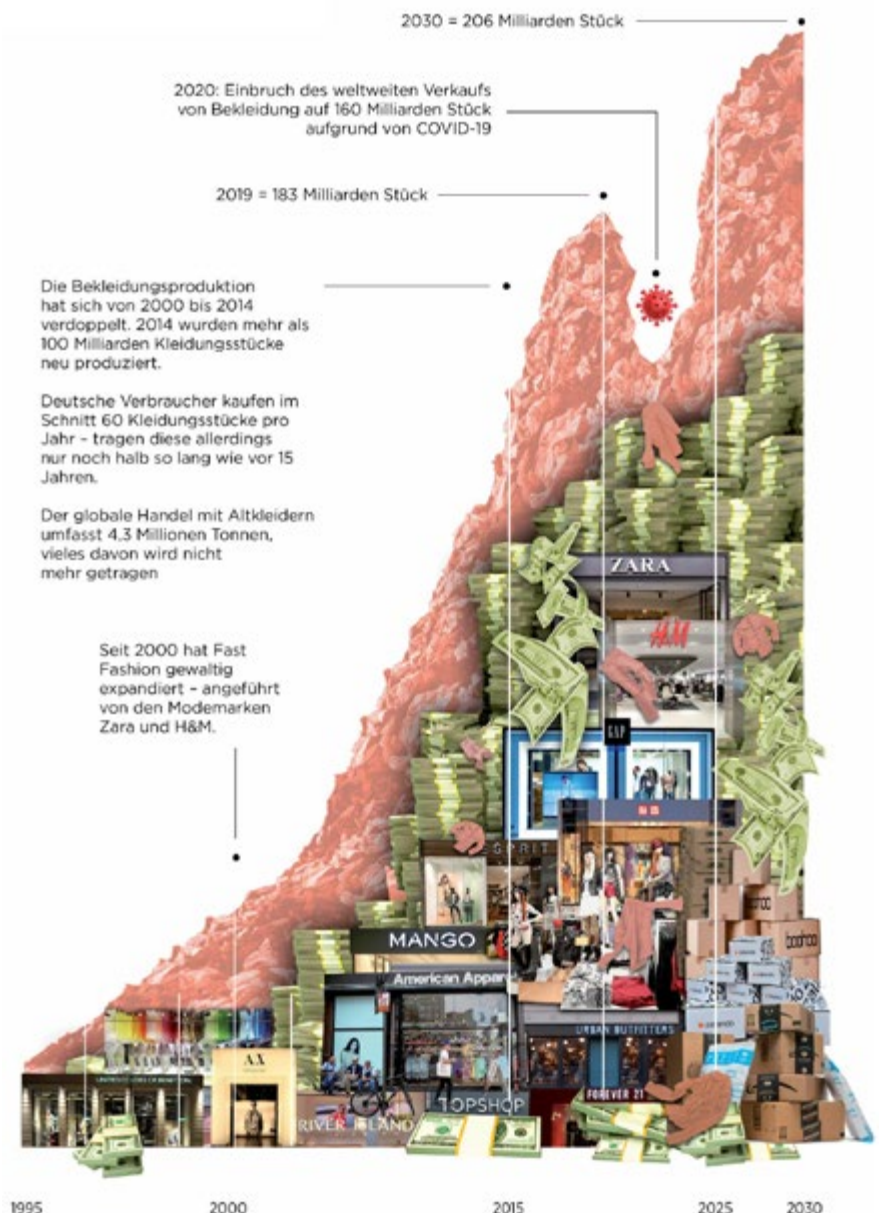 2030 = 206 Milliarden Stück
2020: Einbruch des weltweiten Verkaufs
von Bekleidung auf 160 Milliarden Stück
aufgrund von COVID-19
2019 = 183 Milliarden Stück
Die Bekleidungsproduktion
hat sich von 2000 bis 2014
verdoppelt. 2014 wurden mehr als
100 Milliarden Kleidungsstücke
neu produziert.
Deutsche Verbraucher kaufen im
Schnitt 60 Kleidungsstücke pro
Jahr – tragen diese allerdings
nur noch halb so lang wie vor 15
Jahren.
Der globale Handel mit Altkleidern
umfasst 4,3 Millionen Tonnen,
vieles davon wird nicht
mehr getragen
Seit 2000 hat Fast
Fashion gewaltig
expandiert – angeführt
von den Modemarken
Zara und H&M.
ZARA
H&M
GAP
ESPRIT
MANGO
American Appar
boohoo
URBAN OUTFITTERS
A|X
FOREVER 21
TOPSHOP
RIVER ISLAND
1995
2000
2015
2025
2030